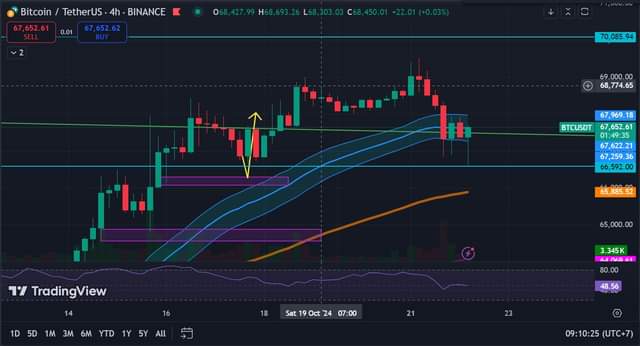 Bitcoin / TetherUS · 4h · BINANCE O68,427.99 H68,693.26 L68,303.03 C68,450.01 +22.01 (+0.03%)
67,652.61 SELL 0.01 67,652.62 BUY
2
70,085.94
69,000.00
68,774.65
67,969.18
BTCUSDT 67,652.61
01:49:35
67,622.21
67,259.36
66,592.00
65,885.52
65,000.00
3.345K
80.00
48.56
TradingView
14 16 18 Sat 19 Oct '24 07:00 21 23
1D 5D 1M 3M 6M YTD 1Y 5Y All 09:10:25 (UTC+7)